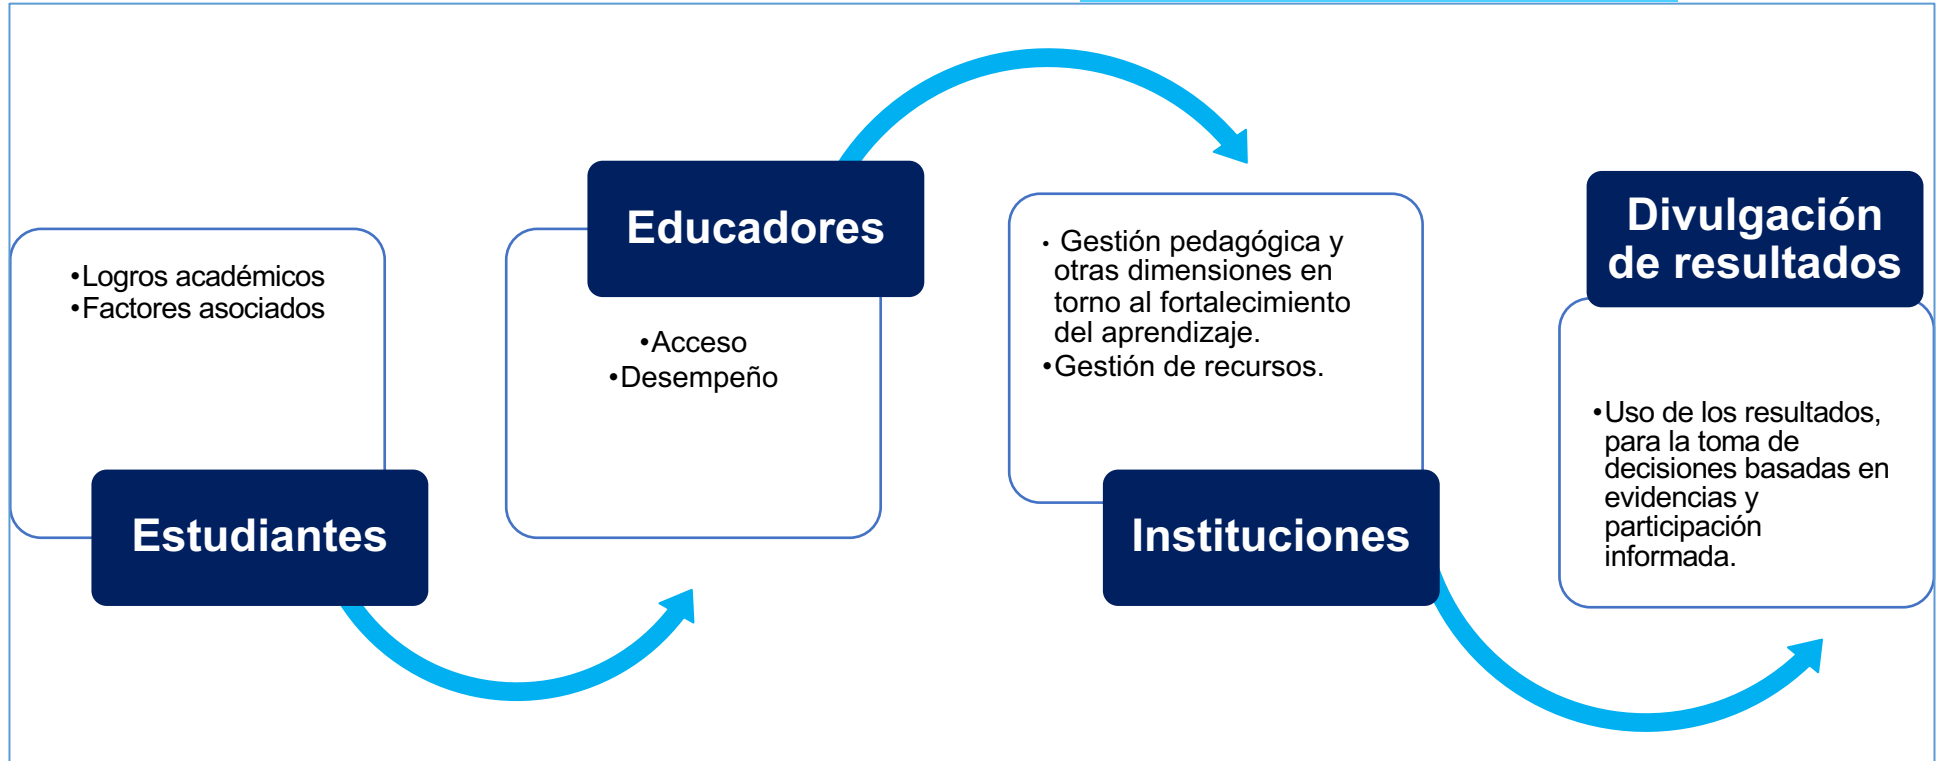 •Logros académicos
•Factores asociados
Estudiantes
Educadores
•Acceso
•Desempeño
• Gestión pedagógica y
otras dimensiones en
torno al fortalecimiento
del aprendizaje.
•Gestión de recursos.
Instituciones
Divulgación
de resultados
•Uso de los resultados,
para la toma de
decisiones basadas en
evidencias y
participación
informada.